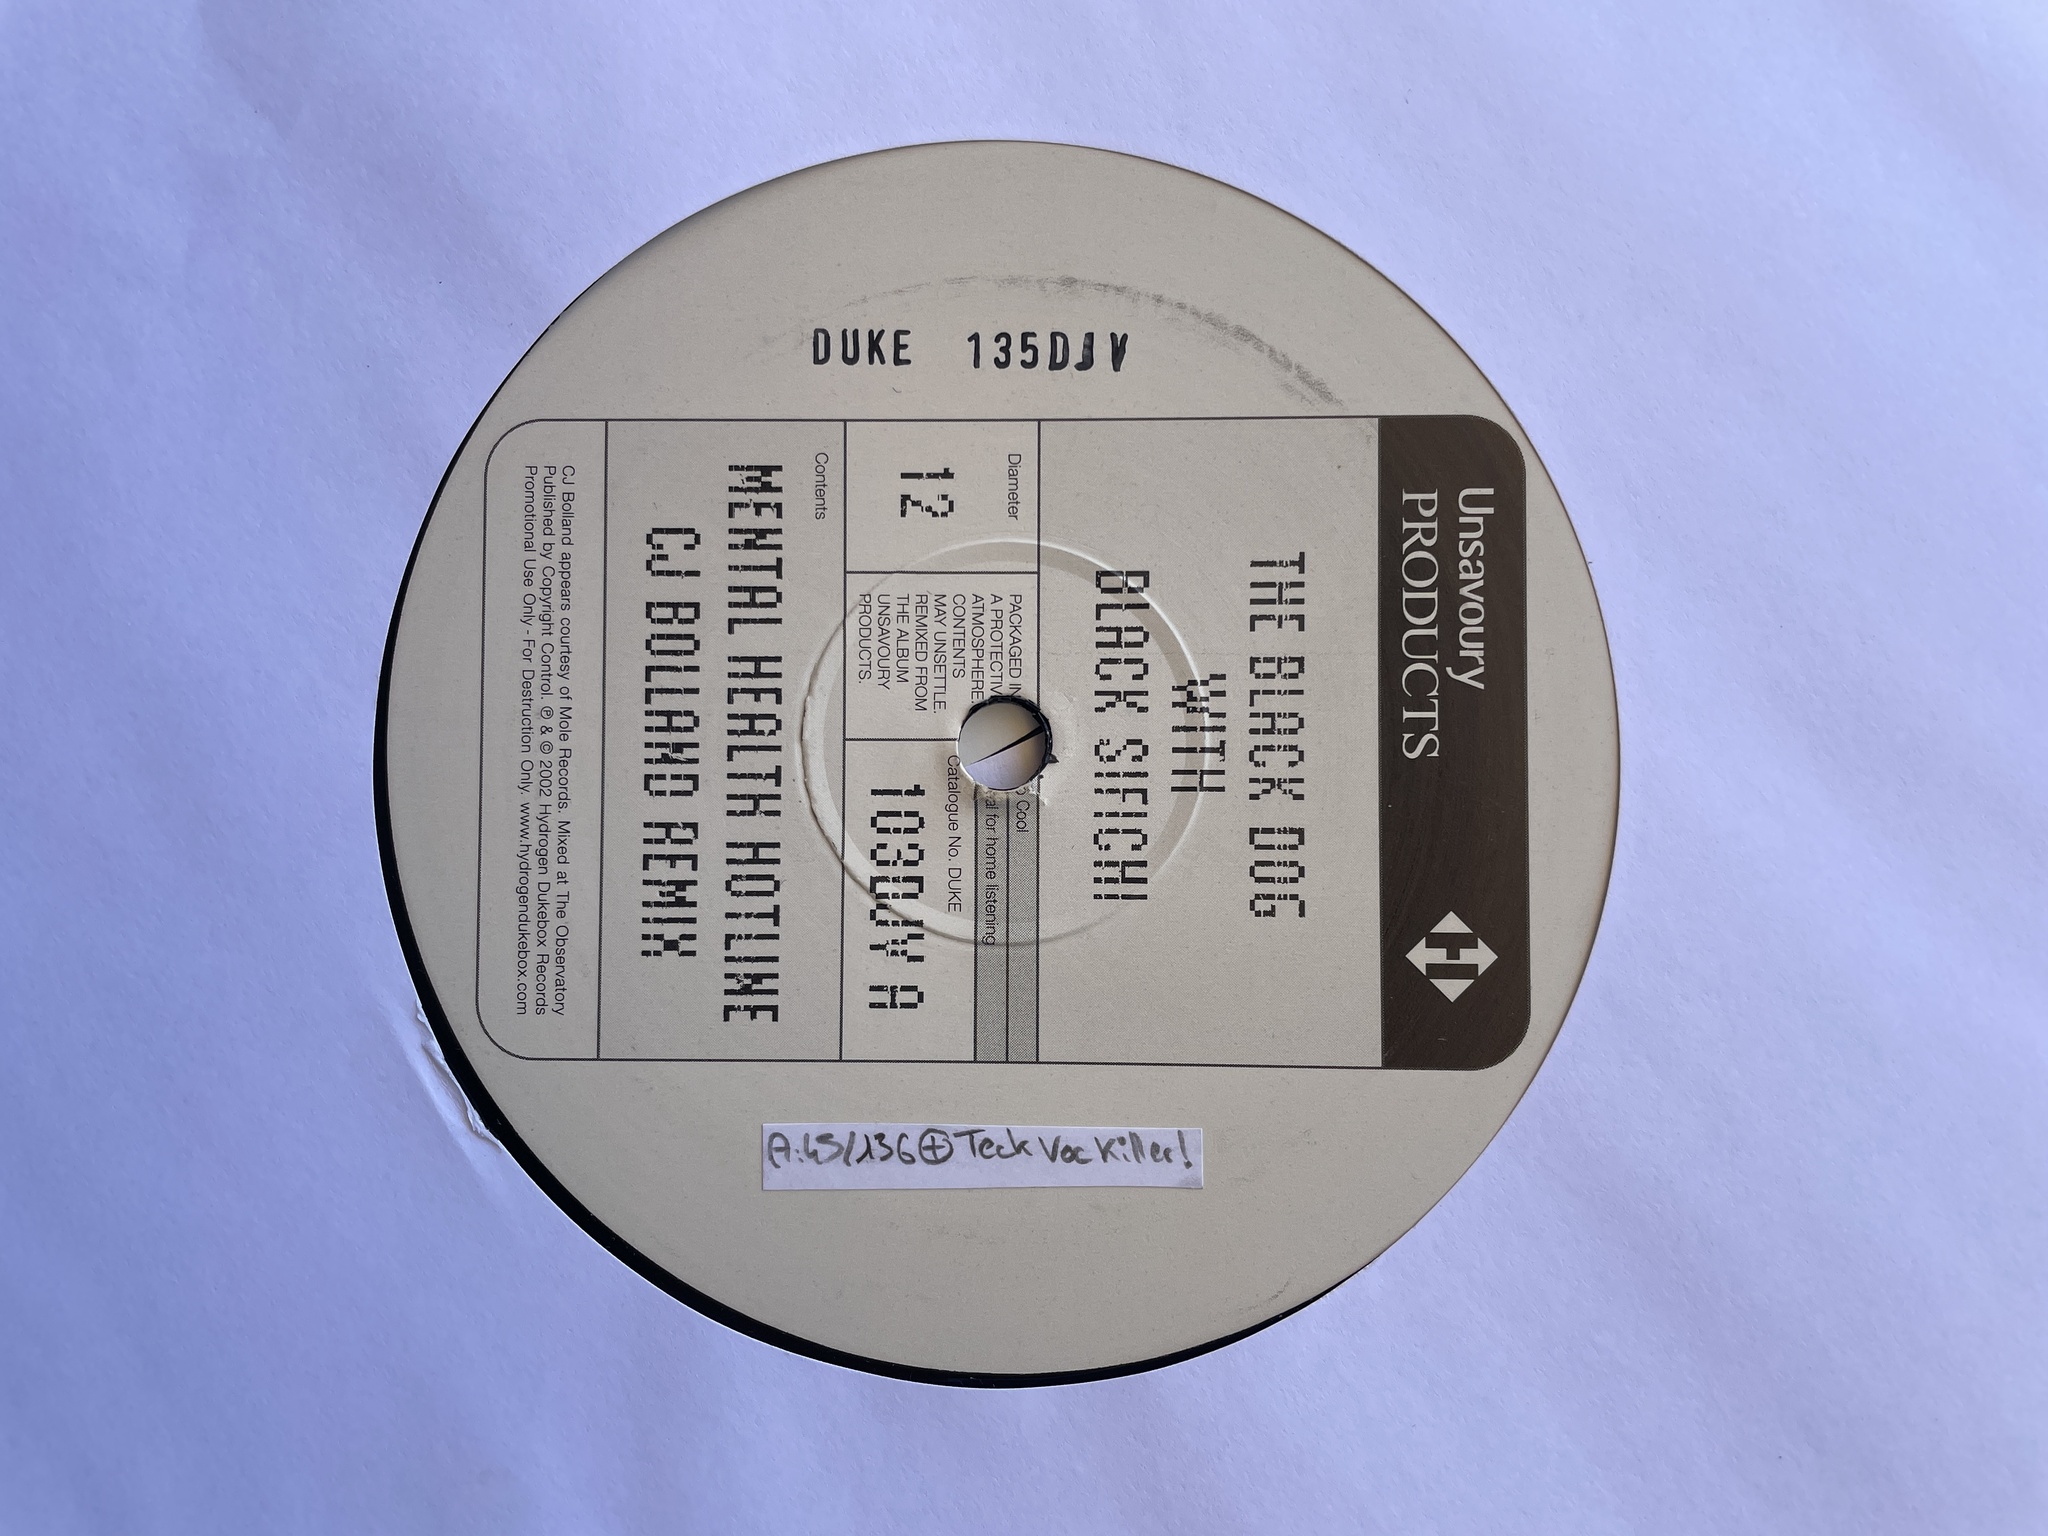 DUKE 135DJV
Unsavoury
PRODUCTS
THE BLACK DOG
WITH
BLACK SIFICHI
Diameter
12
PACKAGED IN
A PROTECTIVE
ATMOSPHERE.
CONTENTS
MAY UNSETTLE.
REMIXED FROM
THE ALBUM
UNSAVOURY
PRODUCTS.
Cool
for home listening
Catalogue No. DUKE
103DJV A
Contents
MENTAL HEALTH HOTLINE
CJ BOLLAND REMIX
CJ Bolland appears courtesy of Mole Records. Mixed at The Observatory
Published by Copyright Control. ℗ & © 2002 Hydrogen Dukebox Records
Promotional Use Only - For Destruction Only. www.hydrogendukebox.com
A:45/136⊕Teck Voc Killer!